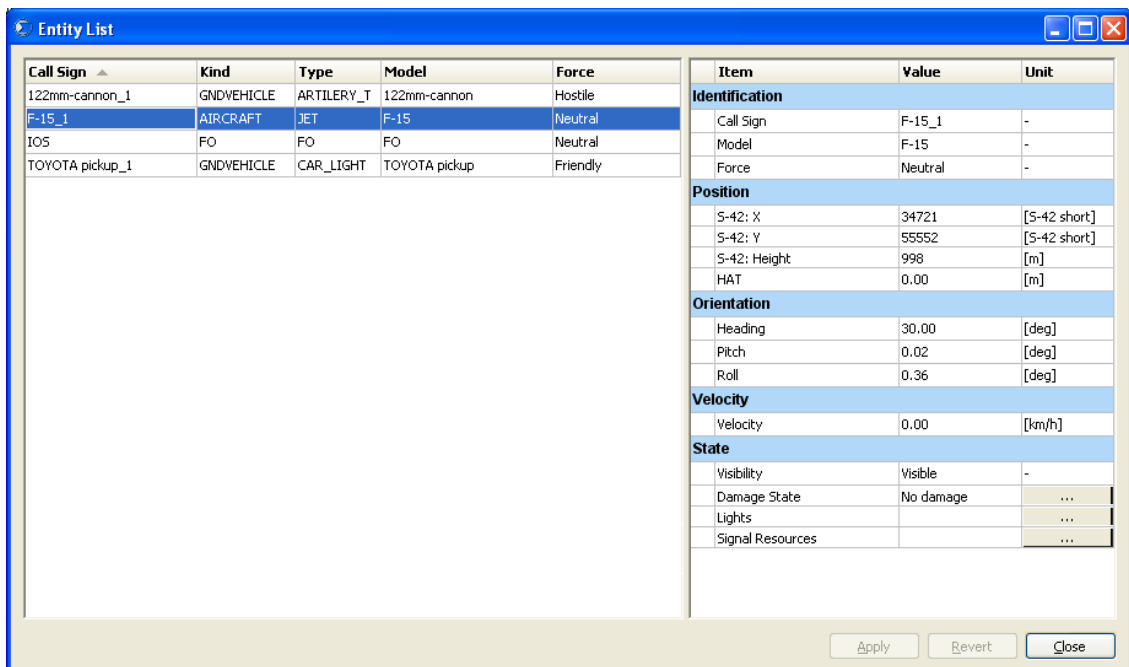 Entity List
Call Sign Kind Type Model Force
122mm-cannon_1 GNDVEHICLE ARTILERY_T 122mm-cannon Hostile
F-15_1 AIRCRAFT JET F-15 Neutral
IOS FO FO FO Neutral
TOYOTA pickup_1 GNDVEHICLE CAR_LIGHT TOYOTA pickup Friendly
Item Value Unit
Identification
Call Sign F-15_1 -
Model F-15 -
Force Neutral -
Position
S-42: X 34721 [S-42 short]
S-42: Y 55552 [S-42 short]
S-42: Height 998 [m]
HAT 0.00 [m]
Orientation
Heading 30.00 [deg]
Pitch 0.02 [deg]
Roll 0.36 [deg]
Velocity
Velocity 0.00 [km/h]
State
Visibility Visible -
Damage State No damage ...
Lights ...
Signal Resources ...
Apply Revert Close